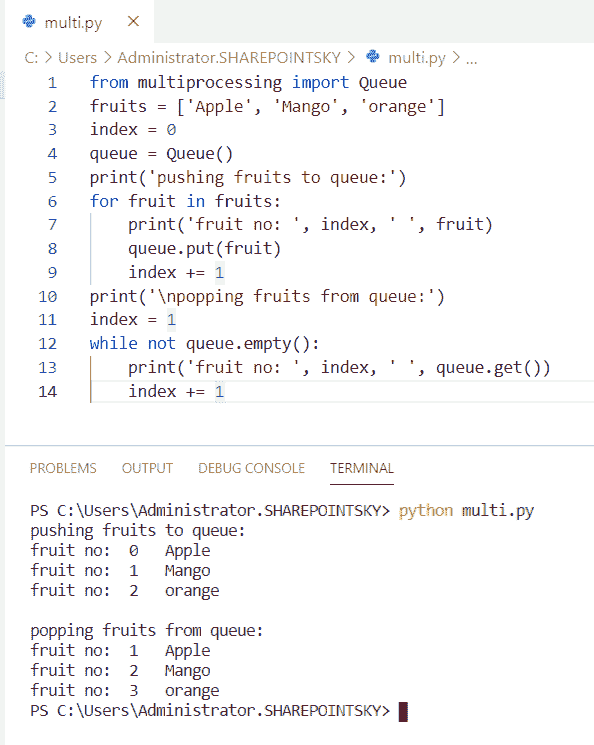 multi.py ×
C: > Users > Administrator.SHAREPOINTSKY > multi.py > ...
1 from multiprocessing import Queue
2 fruits = ['Apple', 'Mango', 'orange']
3 index = 0
4 queue = Queue()
5 print('pushing fruits to queue:')
6 for fruit in fruits:
7     print('fruit no: ', index, ' ', fruit)
8     queue.put(fruit)
9     index += 1
10 print('\npopping fruits from queue:')
11 index = 1
12 while not queue.empty():
13     print('fruit no: ', index, ' ', queue.get())
14     index += 1
PROBLEMS OUTPUT DEBUG CONSOLE TERMINAL
PS C:\Users\Administrator.SHAREPOINTSKY> python multi.py
pushing fruits to queue:
fruit no:  0   Apple
fruit no:  1   Mango
fruit no:  2   orange

popping fruits from queue:
fruit no:  1   Apple
fruit no:  2   Mango
fruit no:  3   orange
PS C:\Users\Administrator.SHAREPOINTSKY>